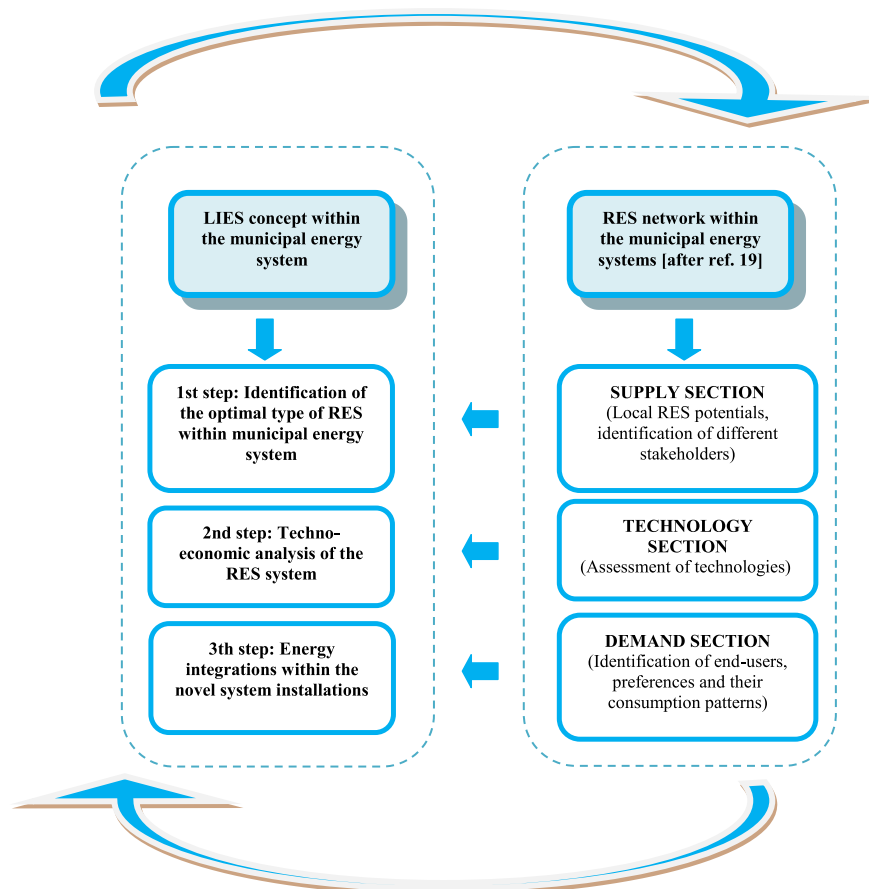 LIES concept within
the municipal energy
system
1st step: Identification of
the optimal type of RES
within municipal energy
system
2nd step: Techno-
economic analysis of the
RES system
3th step: Energy
integrations within the
novel system installations
RES network within
the municipal energy
systems [after ref. 19]
SUPPLY SECTION
(Local RES potentials,
identification of different
stakeholders)
TECHNOLOGY
SECTION
(Assessment of technologies)
DEMAND SECTION
(Identification of end-users,
preferences and their
consumption patterns)